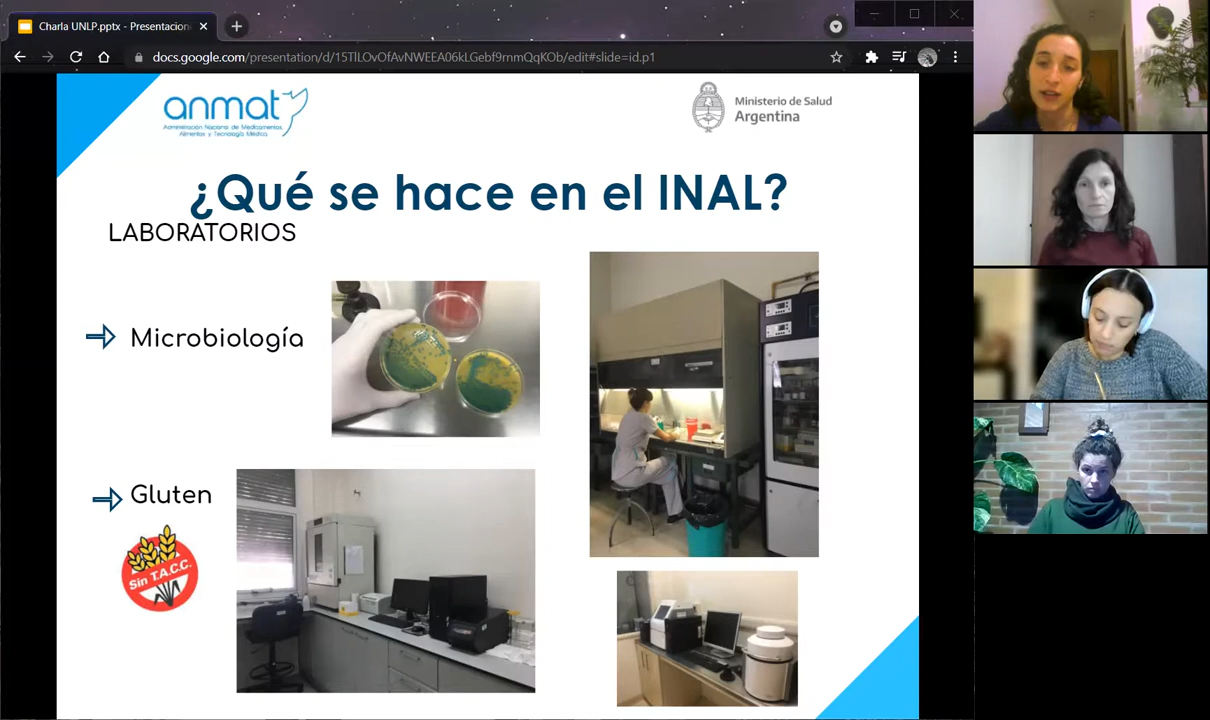 Charla UNLP.pptx - Presentacion
docs.google.com/presentation/d/15TlLOvOfAvNWEEA06kLGebf9rnmQqKOb/edit#slide=id.p1
anmat
Administración Nacional de Medicamentos,
Alimentos y Tecnología Médica
Ministerio de Salud
Argentina
¿Qué se hace en el INAL?
LABORATORIOS
Microbiología
Gluten
Sin T.A.C.C.